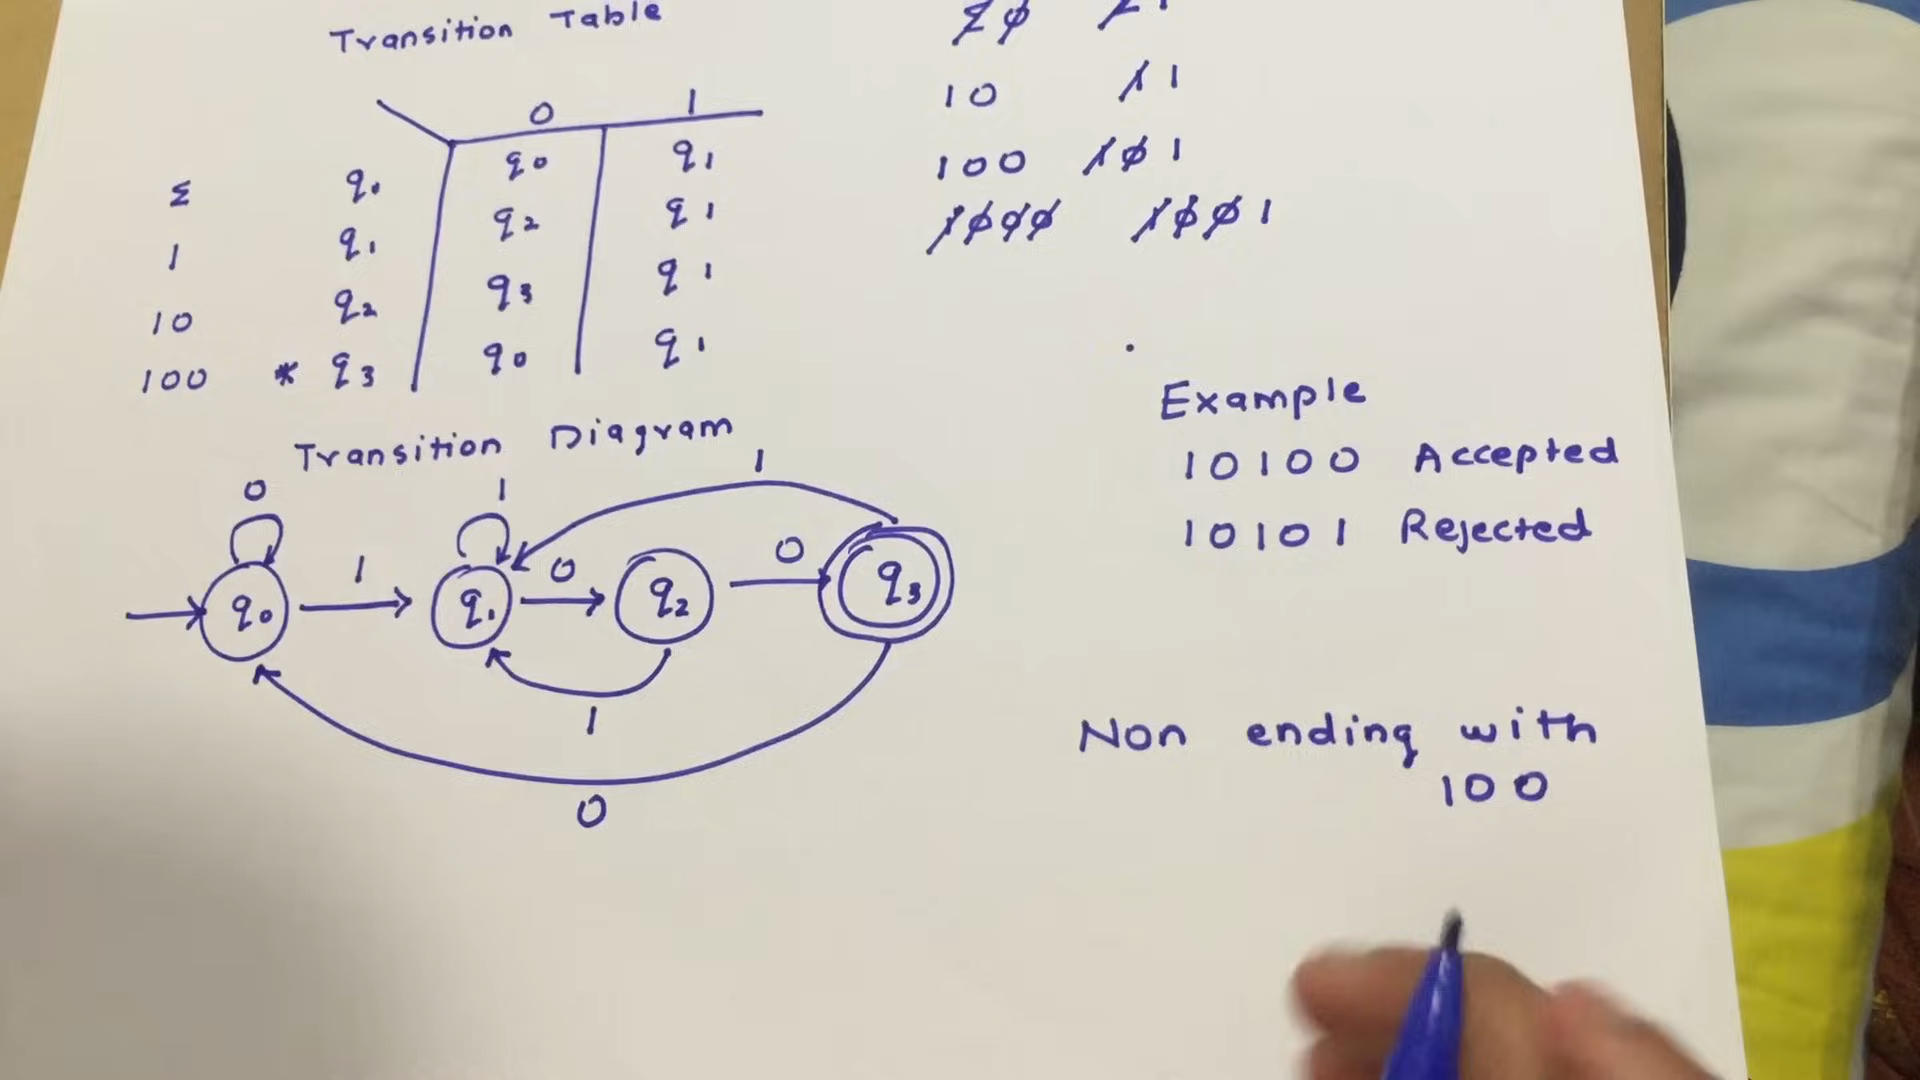 Transition Table
0 1
Σ q0 q0 q1
1 q1 q2 q1
10 q2 q3 q1
100 * q3 q0 q1
10 11
100 101
1000 1001
Transition Diagram
0 1 1
q0 1 q1 0 q2 0 q3
1
0
Example
10100 Accepted
10101 Rejected
Non ending with
100